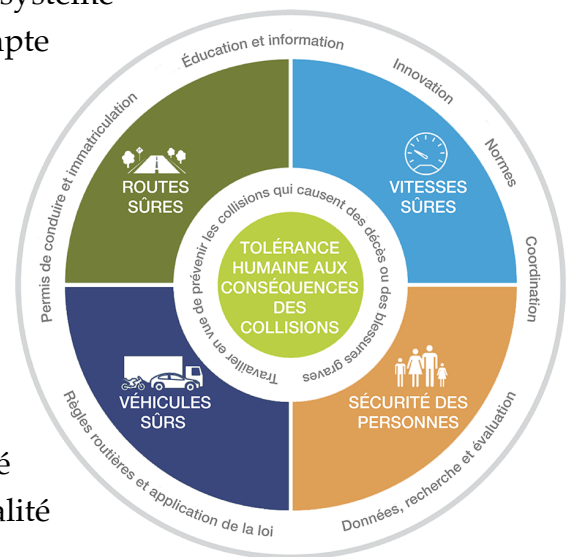 système
Éducation et information
Innovation
Normes
Coordination
Données, recherche et évaluation
Règles routières et application de la loi
Permis de conduire et immatriculation
ROUTES
SÛRES
VITESSES
SÛRES
Travailler en vue de prévenir les collisions qui causent des décès ou des blessures graves
TOLÉRANCE
HUMAINE AUX
CONSÉQUENCES
DES
COLLISIONS
VÉHICULES
SÛRS
SÉCURITÉ DES
PERSONNES